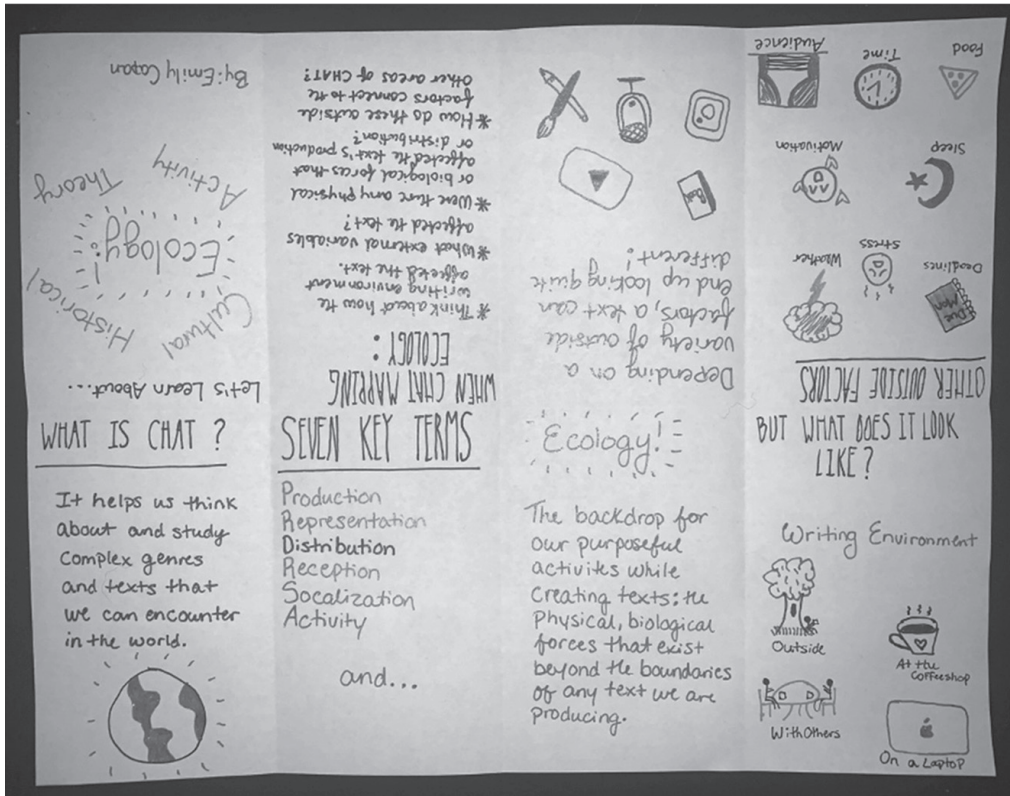 Let's Learn About...
Cultural
Historical
Ecology!
Activity
Theory
By: Emily Capan
WHAT IS CHAT?
It helps us think
about and study
complex genres
and texts that
we can encounter
in the world.
SEVEN KEY TERMS
Production
Representation
Distribution
Reception
Socalization
Activity
and...
Ecology!
The backdrop for
our purposeful
activites while
creating texts: the
physical, biological
forces that exist
beyond the boundaries
of any text we are
producing.
BUT WHAT DOES IT LOOK
LIKE?
Writing Environment
Outside
At the
Coffeeshop
With Others
On a Laptop
OTHER OUTSIDE FACTORS
Due
Mon
Deadlines
Stress
Weather
Sleep
Motivation
Food
Time
Audience
Depending on a
variety of outside
factors, a text can
end up looking quite
different!
WHEN CHAT MAPPING
ECOLOGY:
*Think about how the
writing environment
affected the text.
*What external variables
affected the text?
*Were there any physical
or biological forces that
affected the text's production
or distribution?
*How do these outside
factors connect to the
other areas of CHAT?